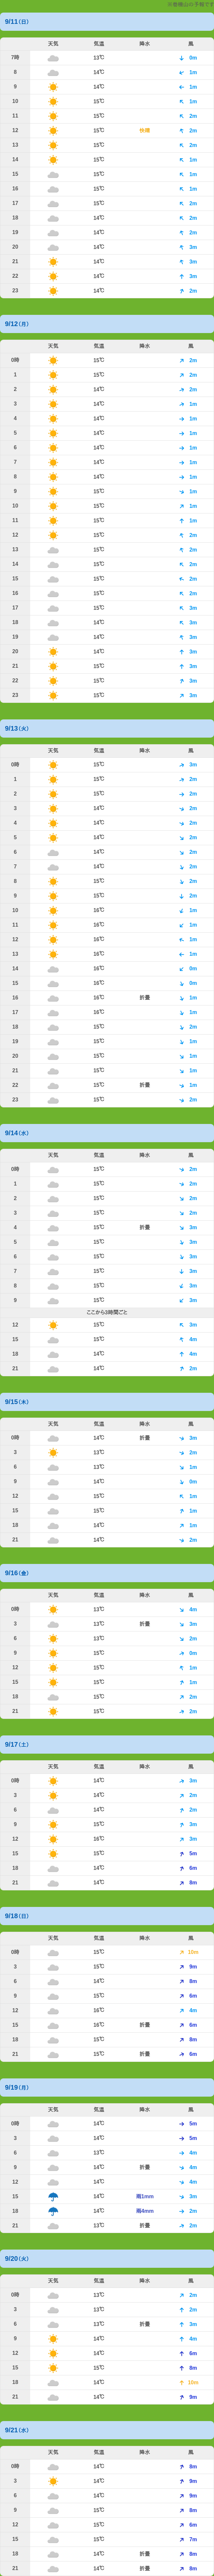 の予報です
9/11(日)
天気 気温 降水 風
7時 13℃ 0m
8 14℃ 1m
9 14℃ 1m
10 15℃ 1m
11 15℃ 2m
12 15℃ 快晴 2m
13 15℃ 2m
14 15℃ 1m
15 15℃ 1m
16 15℃ 1m
17 15℃ 2m
18 14℃ 2m
19 14℃ 2m
20 14℃ 3m
21 14℃ 3m
22 14℃ 3m
23 14℃ 2m
9/12(月)
天気 気温 降水 風
0時 15℃ 2m
1 15℃ 2m
2 14℃ 2m
3 14℃ 1m
4 14℃ 1m
5 14℃ 1m
6 14℃ 1m
7 14℃ 1m
8 14℃ 1m
9 15℃ 1m
10 15℃ 1m
11 15℃ 1m
12 15℃ 2m
13 15℃ 2m
14 15℃ 2m
15 15℃ 2m
16 15℃ 2m
17 15℃ 3m
18 14℃ 3m
19 14℃ 3m
20 14℃ 3m
21 15℃ 3m
22 15℃ 3m
23 15℃ 3m
9/13(火)
天気 気温 降水 風
0時 15℃ 3m
1 15℃ 2m
2 15℃ 2m
3 14℃ 2m
4 14℃ 2m
5 14℃ 2m
6 14℃ 2m
7 14℃ 2m
8 15℃ 2m
9 15℃ 2m
10 16℃ 1m
11 16℃ 1m
12 16℃ 1m
13 16℃ 1m
14 16℃ 0m
15 16℃ 0m
16 16℃ 折畳 1m
17 16℃ 1m
18 15℃ 2m
19 15℃ 1m
20 15℃ 1m
21 15℃ 1m
22 15℃ 折畳 1m
23 15℃ 2m
9/14(水)
天気 気温 降水 風
0時 15℃ 2m
1 15℃ 2m
2 15℃ 2m
3 15℃ 2m
4 15℃ 折畳 3m
5 15℃ 3m
6 15℃ 3m
7 15℃ 3m
8 15℃ 3m
9 15℃ 3m
ここから3時間ごと
12 15℃ 3m
15 15℃ 4m
18 14℃ 4m
21 14℃ 2m
9/15(木)
天気 気温 降水 風
0時 14℃ 折畳 3m
3 13℃ 2m
6 13℃ 1m
9 14℃ 0m
12 15℃ 1m
15 15℃ 1m
18 14℃ 1m
21 14℃ 2m
9/16(金)
天気 気温 降水 風
0時 13℃ 4m
3 13℃ 折畳 3m
6 13℃ 2m
9 15℃ 0m
12 15℃ 1m
15 15℃ 1m
18 15℃ 2m
21 15℃ 2m
9/17(土)
天気 気温 降水 風
0時 14℃ 3m
3 14℃ 2m
6 14℃ 2m
9 15℃ 3m
12 16℃ 3m
15 15℃ 5m
18 14℃ 6m
21 14℃ 8m
9/18(日)
天気 気温 降水 風
0時 15℃ 10m
3 15℃ 9m
6 14℃ 8m
9 15℃ 6m
12 16℃ 4m
15 16℃ 折畳 6m
18 15℃ 8m
21 15℃ 折畳 6m
9/19(月)
天気 気温 降水 風
0時 14℃ 5m
3 14℃ 5m
6 13℃ 4m
9 14℃ 折畳 4m
12 14℃ 4m
15 14℃ 雨1mm 3m
18 14℃ 雨4mm 2m
21 13℃ 折畳 2m
9/20(火)
天気 気温 降水 風
0時 13℃ 2m
3 13℃ 2m
6 13℃ 折畳 3m
9 14℃ 4m
12 14℃ 6m
15 15℃ 8m
18 14℃ 10m
21 14℃ 9m
9/21(水)
天気 気温 降水 風
0時 14℃ 8m
3 14℃ 9m
6 14℃ 9m
9 15℃ 8m
12 15℃ 6m
15 15℃ 7m
18 14℃ 折畳 8m
21 14℃ 折畳 8m